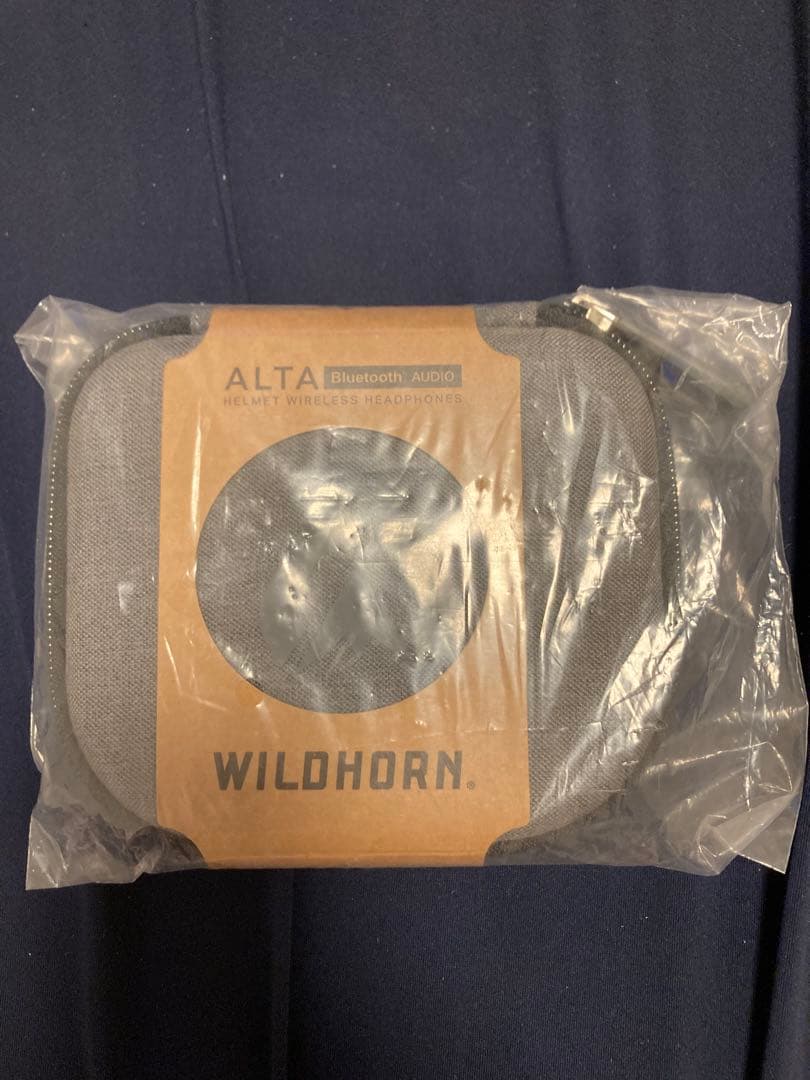 ALTA Bluetooth® AUDIO
HELMET WIRELESS HEADPHONES
WILDHORN®